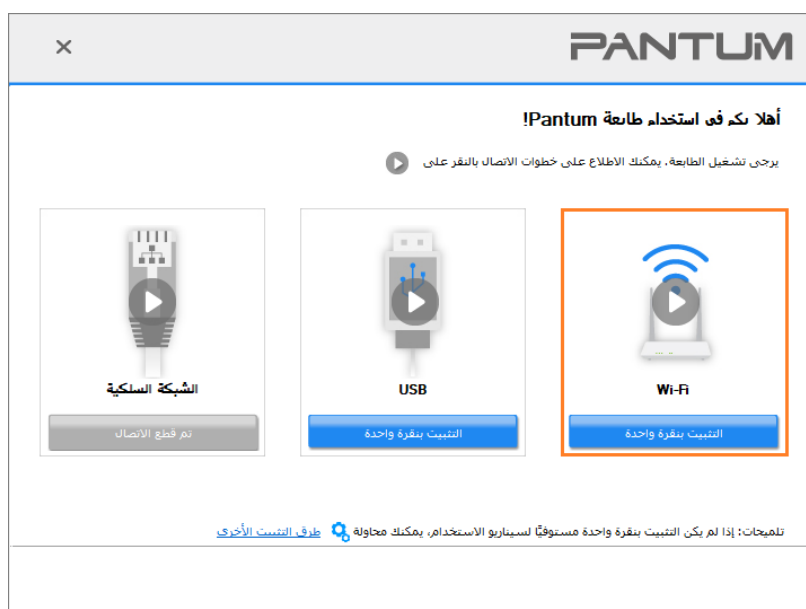 PANTUM
أهلا بكم في استخدام طابعة Pantum!
يرجى تشغيل الطابعة، يمكنك الاطلاع على خطوات الاتصال بالنقر على
Wi-Fi
USB
الشبكة السلكية
التثبيت بنقرة واحدة
التثبيت بنقرة واحدة
تم قطع الاتصال
تلميحات: إذا لم يكن التثبيت بنقرة واحدة مستوفيًا لسيناريو الاستخدام، يمكنك محاولة طرق التثبيت الأخرى